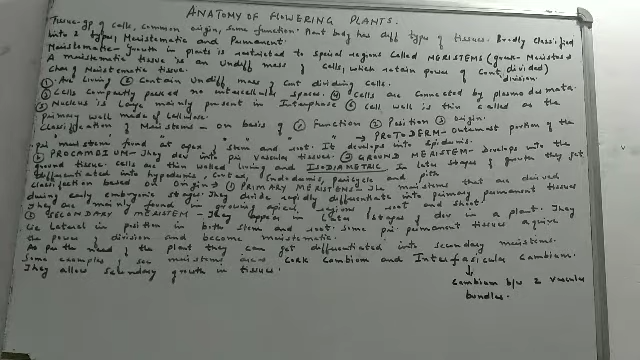 ANATOMY OF FLOWERING PLANTS.
Tissue - gp of cells, common origin, same function. Plant body has diff types of tissues. Broadly classified
into 2 types, Meristematic and Permanent.
Meristematic - Growth in plants is restricted to special regions called MERISTEMS (greek - Meristos
A meristematic tissue is an undiff mass of cells, which retain power of cont. divided)
Char of Meristematic tissue. division.
① Are living ② Contain undiff mass cont dividing cells.
③ Cells compactly packed no intercellular spaces. ④ Cells are connected by plasmodesmata.
⑤ Nucleus is large mainly present in Interphase ⑥ Cell wall is thin called as the
primary wall made of cellulose.
Classification of Meristems - on basis of ① Function ② Position ③ origin.
→ PROTODERM - outermost portion of the
pri meristem found at apex of stem and root. It develops into epidermis.
② PROCAMBIUM - They dev into pri vascular tissues. ③ GROUND MERISTEM - Develops into the
ground tissue cells are thin walled living and ISODIAMETRIC. In later stages of growth they get
differentiated into hypodermis, cortex, endodermis, pericycle and pith
classification based on Origin → ① PRIMARY MERISTEMS - The meristems that are derived
during early embryonic stages. They divide rapidly differentiate into primary permanent tissues
They are mainly found in growing apical regions of root and shoot.
② SECONDARY MERISTEM - They appear in later stages of dev in a plant. They
lie lateral in position in both stem and root. Some pri permanent tissues aquire
the power of division and become meristematic.
As per the need of the plant they can get differentiated into secondary meristems.
Some examples of sec meristems are → Cork Cambium and Interfasicular cambium.
They allow secondary growth in tissues. ↓
Cambium b/w 2 vascular
bundles.